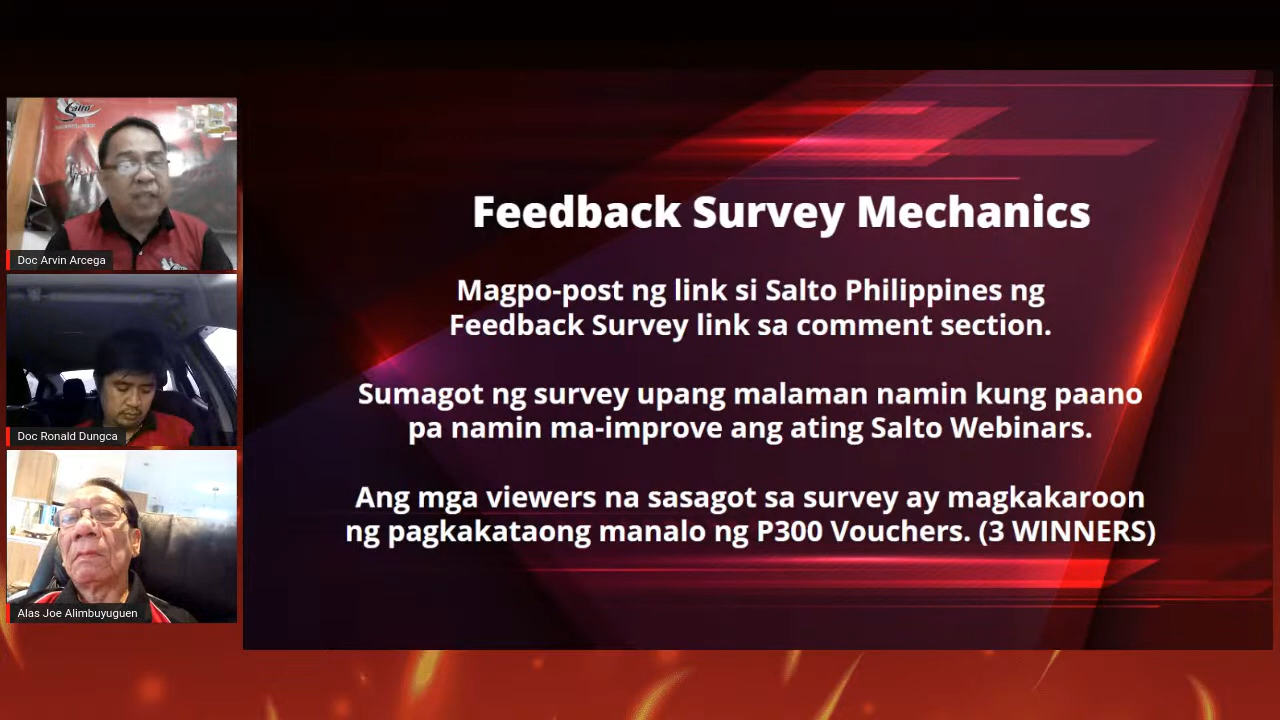 Salto
Doc Arvin Arcega
Doc Ronald Dungca
Alas Joe Alimbuyuguen
Feedback Survey Mechanics
Magpo-post ng link si Salto Philippines ng
Feedback Survey link sa comment section.
Sumagot ng survey upang malaman namin kung paano
pa namin ma-improve ang ating Salto Webinars.
Ang mga viewers na sasagot sa survey ay magkakaroon
ng pagkakataong manalo ng P300 Vouchers. (3 WINNERS)